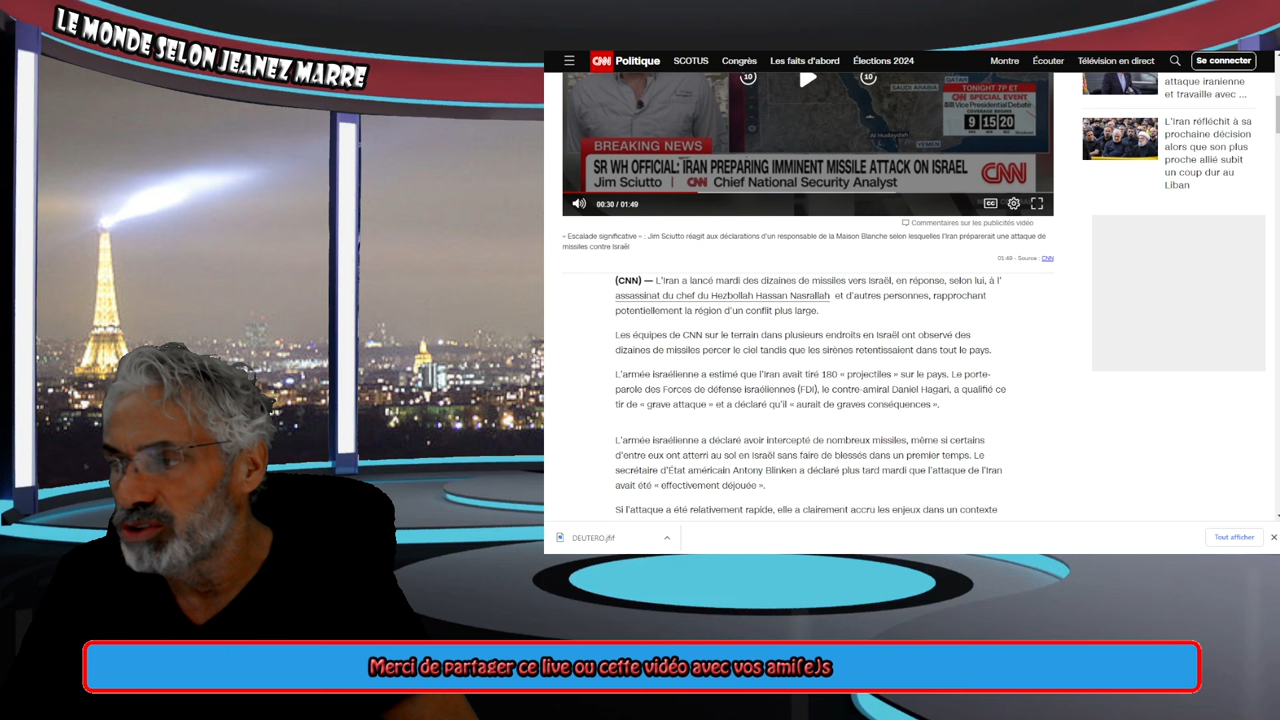 LE MONDE SELON JEANEZ MARRE
CNN Politique SCOTUS Congrès Les faits d'abord Élections 2024 Montre Écouter Télévision en direct Se connecter
10 10
SAUDI ARABIA
QATAR
TONIGHT 7P ET
CNN SPECIAL EVENT
Vice Presidential Debate
9 15 20
Al Hudaydah
YEMEN
BREAKING NEWS
SR WH OFFICIAL: IRAN PREPARING IMMINENT MISSILE ATTACK ON ISRAEL
Jim Sciutto CNN Chief National Security Analyst
CNN
00:30 / 01:49 CC
Commentaires sur les publicités vidéo
« Escalade significative » : Jim Sciutto réagit aux déclarations d'un responsable de la Maison Blanche selon lesquelles l'Iran préparerait une attaque de
missiles contre Israël
01:49 - Source : CNN
(CNN) — L'Iran a lancé mardi des dizaines de missiles vers Israël, en réponse, selon lui, à l'
assassinat du chef du Hezbollah Hassan Nasrallah et d'autres personnes, rapprochant
potentiellement la région d'un conflit plus large.
Les équipes de CNN sur le terrain dans plusieurs endroits en Israël ont observé des
dizaines de missiles percer le ciel tandis que les sirènes retentissaient dans tout le pays.
L'armée israélienne a estimé que l'Iran avait tiré 180 « projectiles » sur le pays. Le porte-
parole des Forces de défense israéliennes (FDI), le contre-amiral Daniel Hagari, a qualifié ce
tir de « grave attaque » et a déclaré qu'il « aurait de graves conséquences ».
L'armée israélienne a déclaré avoir intercepté de nombreux missiles, même si certains
d'entre eux ont atterri au sol en Israël sans faire de blessés dans un premier temps. Le
secrétaire d'État américain Antony Blinken a déclaré plus tard mardi que l'attaque de l'Iran
avait été « effectivement déjouée ».
Si l'attaque a été relativement rapide, elle a clairement accru les enjeux dans un contexte
attaque iranienne
et travaille avec ...
L'Iran réfléchit à sa
prochaine décision
alors que son plus
proche allié subit
un coup dur au
Liban
DEUTERO.jfif
Tout afficher
Merci de partager ce live ou cette vidéo avec vos ami(e)s